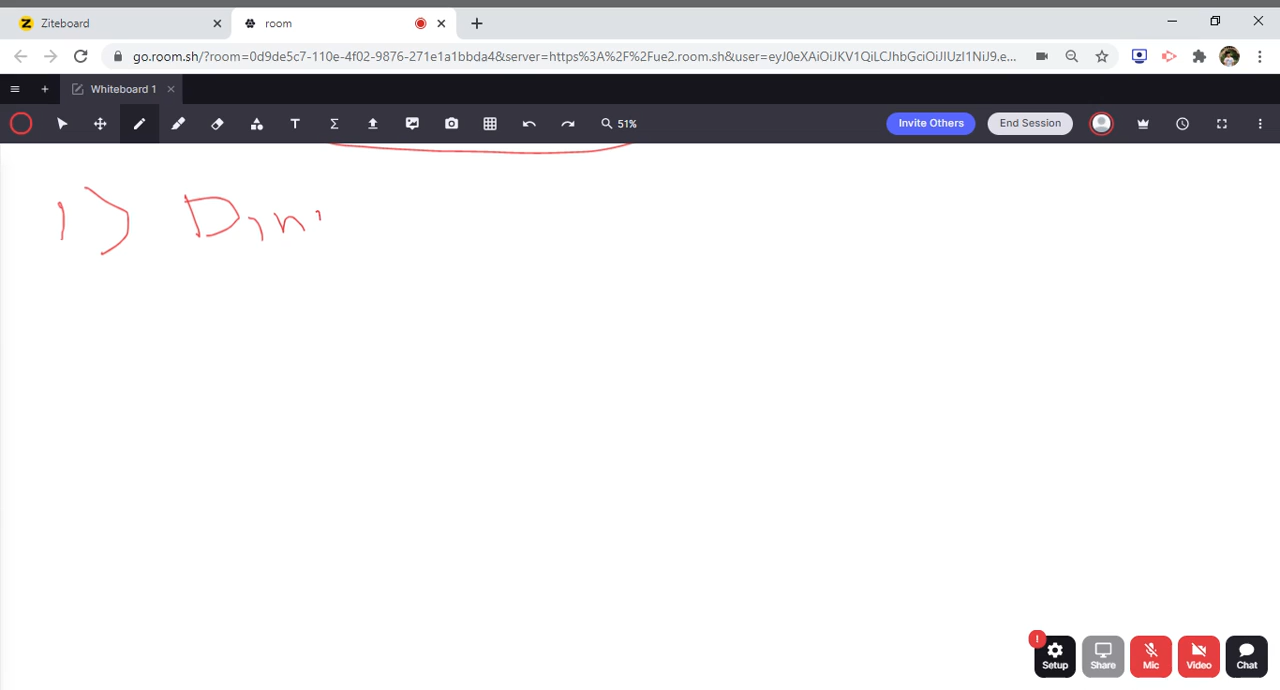 Ziteboard
room
go.room.sh/?room=0d9de5c7-110e-4f02-9876-271e1a1bbda4&server=https%3A%2F%2Fue2.room.sh&user=eyJ0eXAiOiJKV1QiLCJhbGciOiJIUzI1NiJ9.e...
Whiteboard 1
T Σ 51% Invite Others End Session
1)
! Setup Share Mic Video Chat